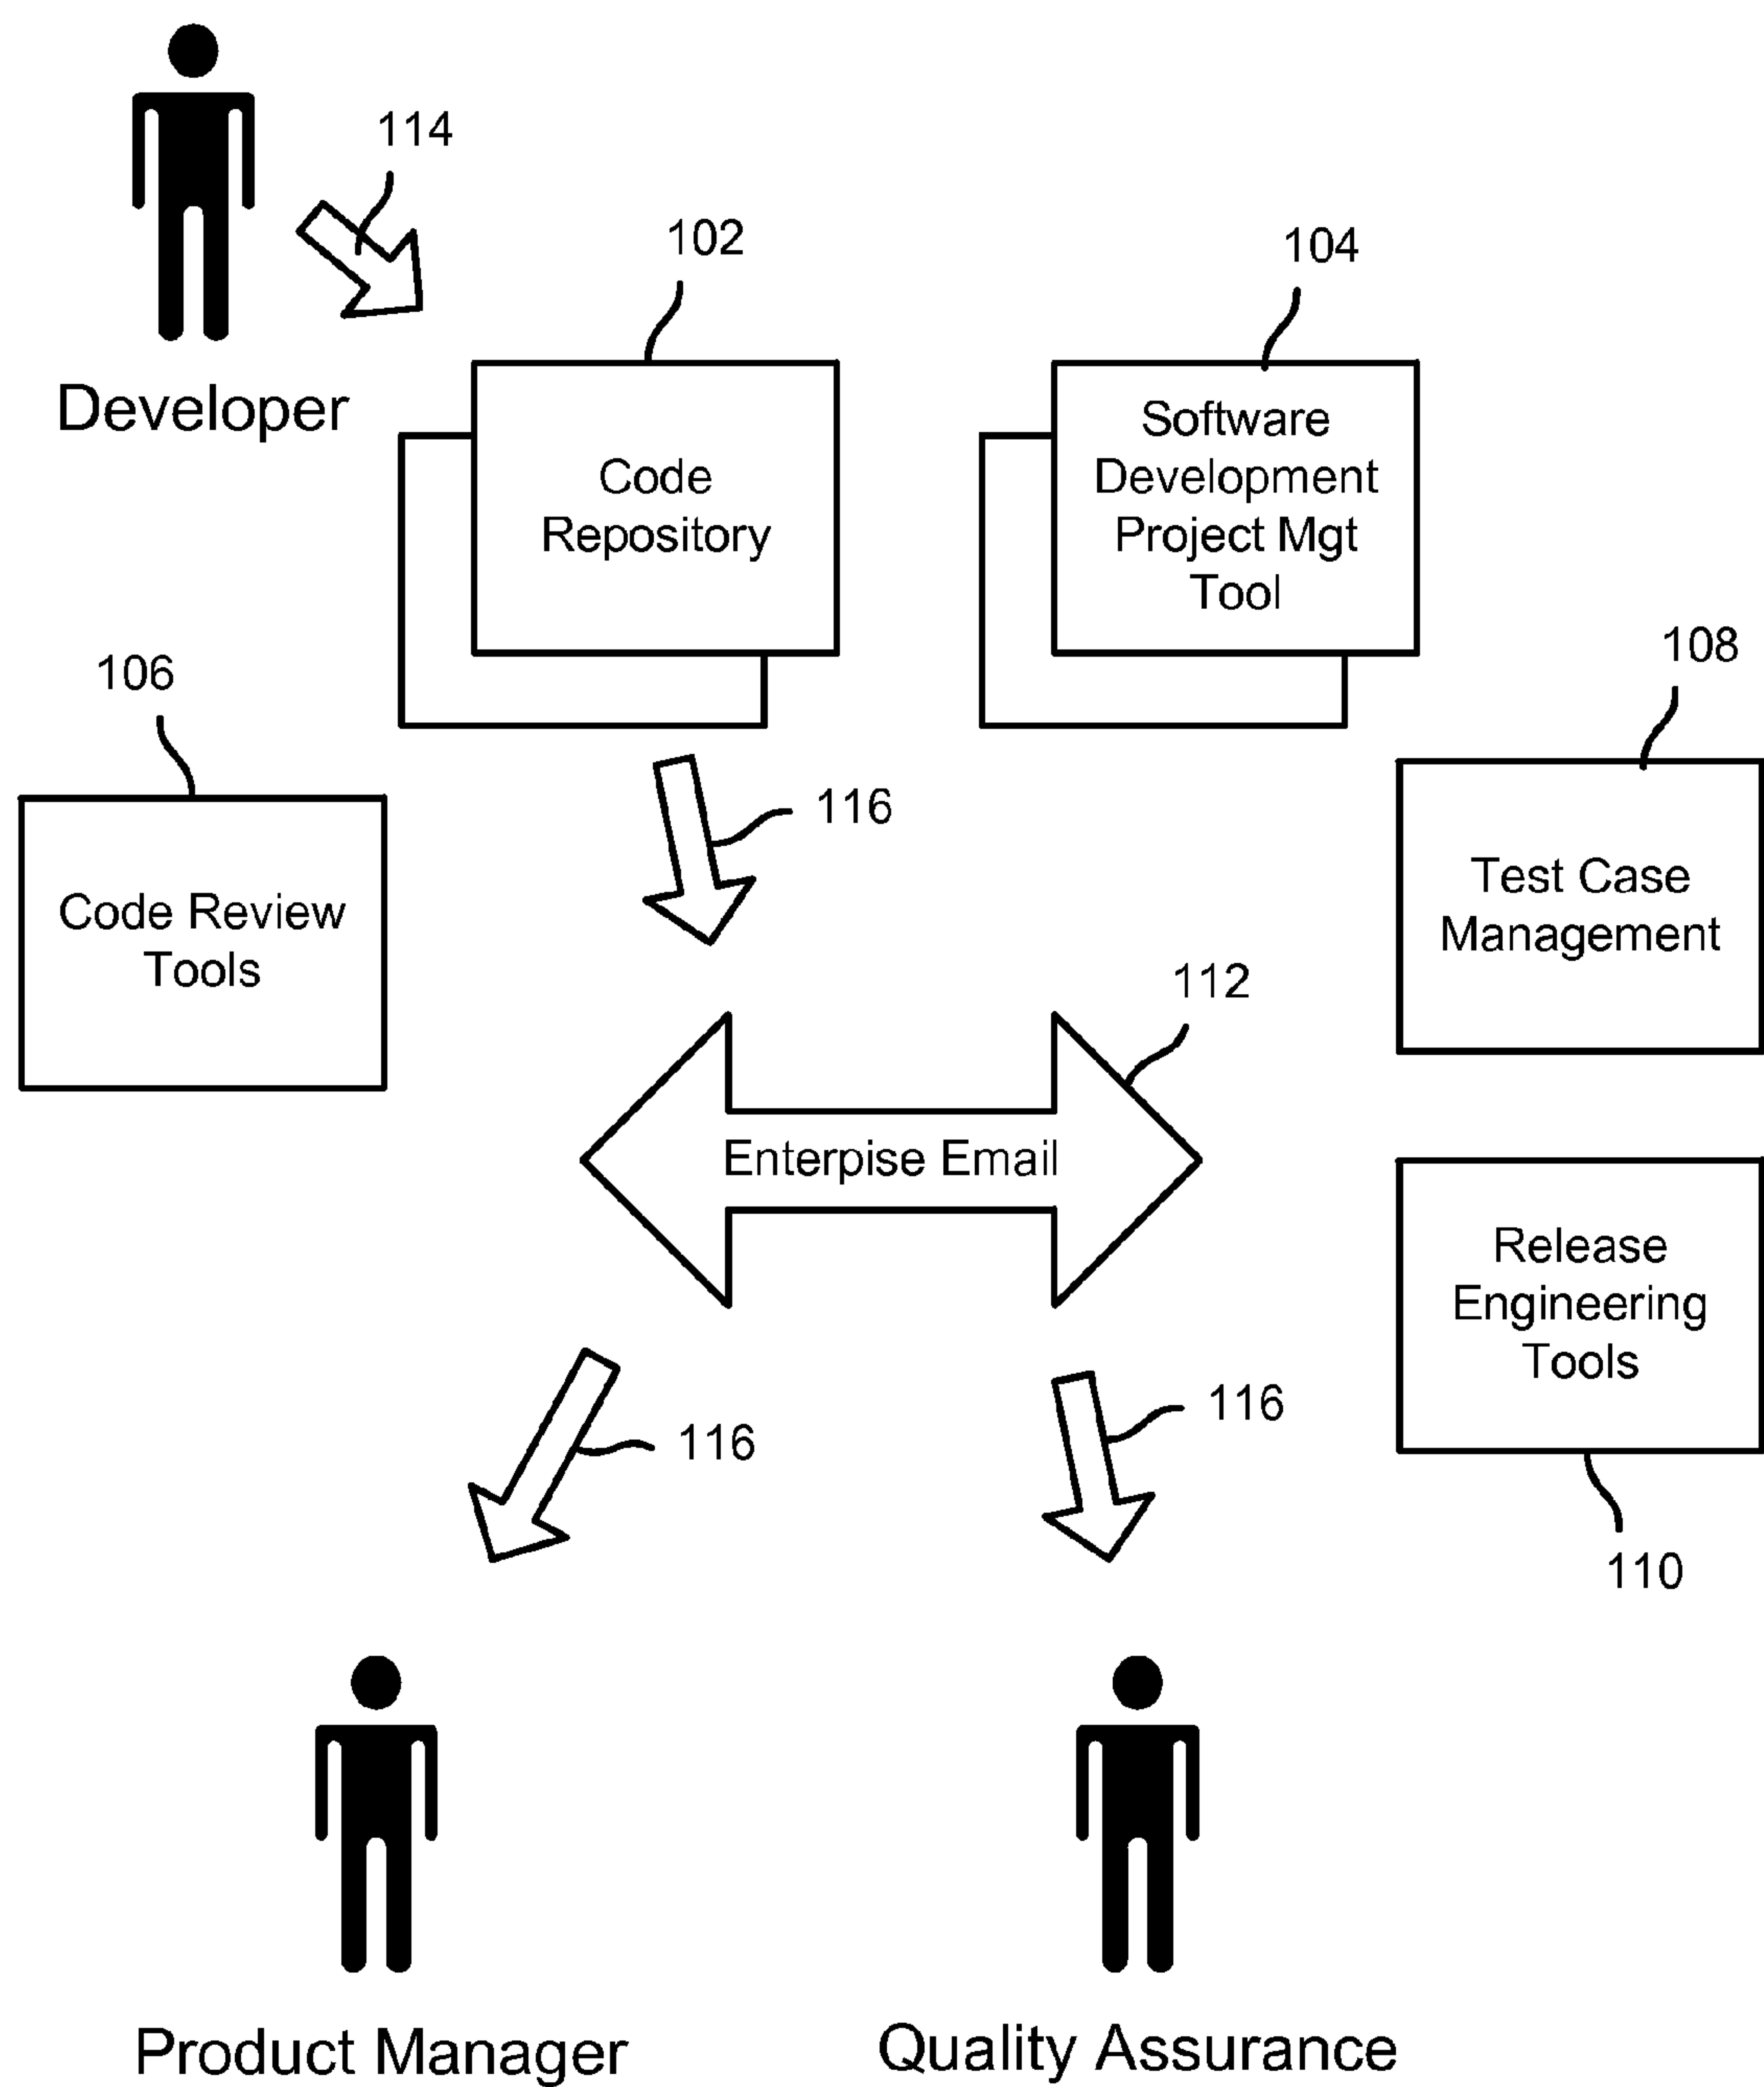 114
102
104
Developer
Code
Repository
Software
Development
Project Mgt
Tool
106
108
116
Code Review
Tools
Test Case
Management
112
Enterpise Email
Release
Engineering
Tools
116
116
110
Product Manager
Quality Assurance